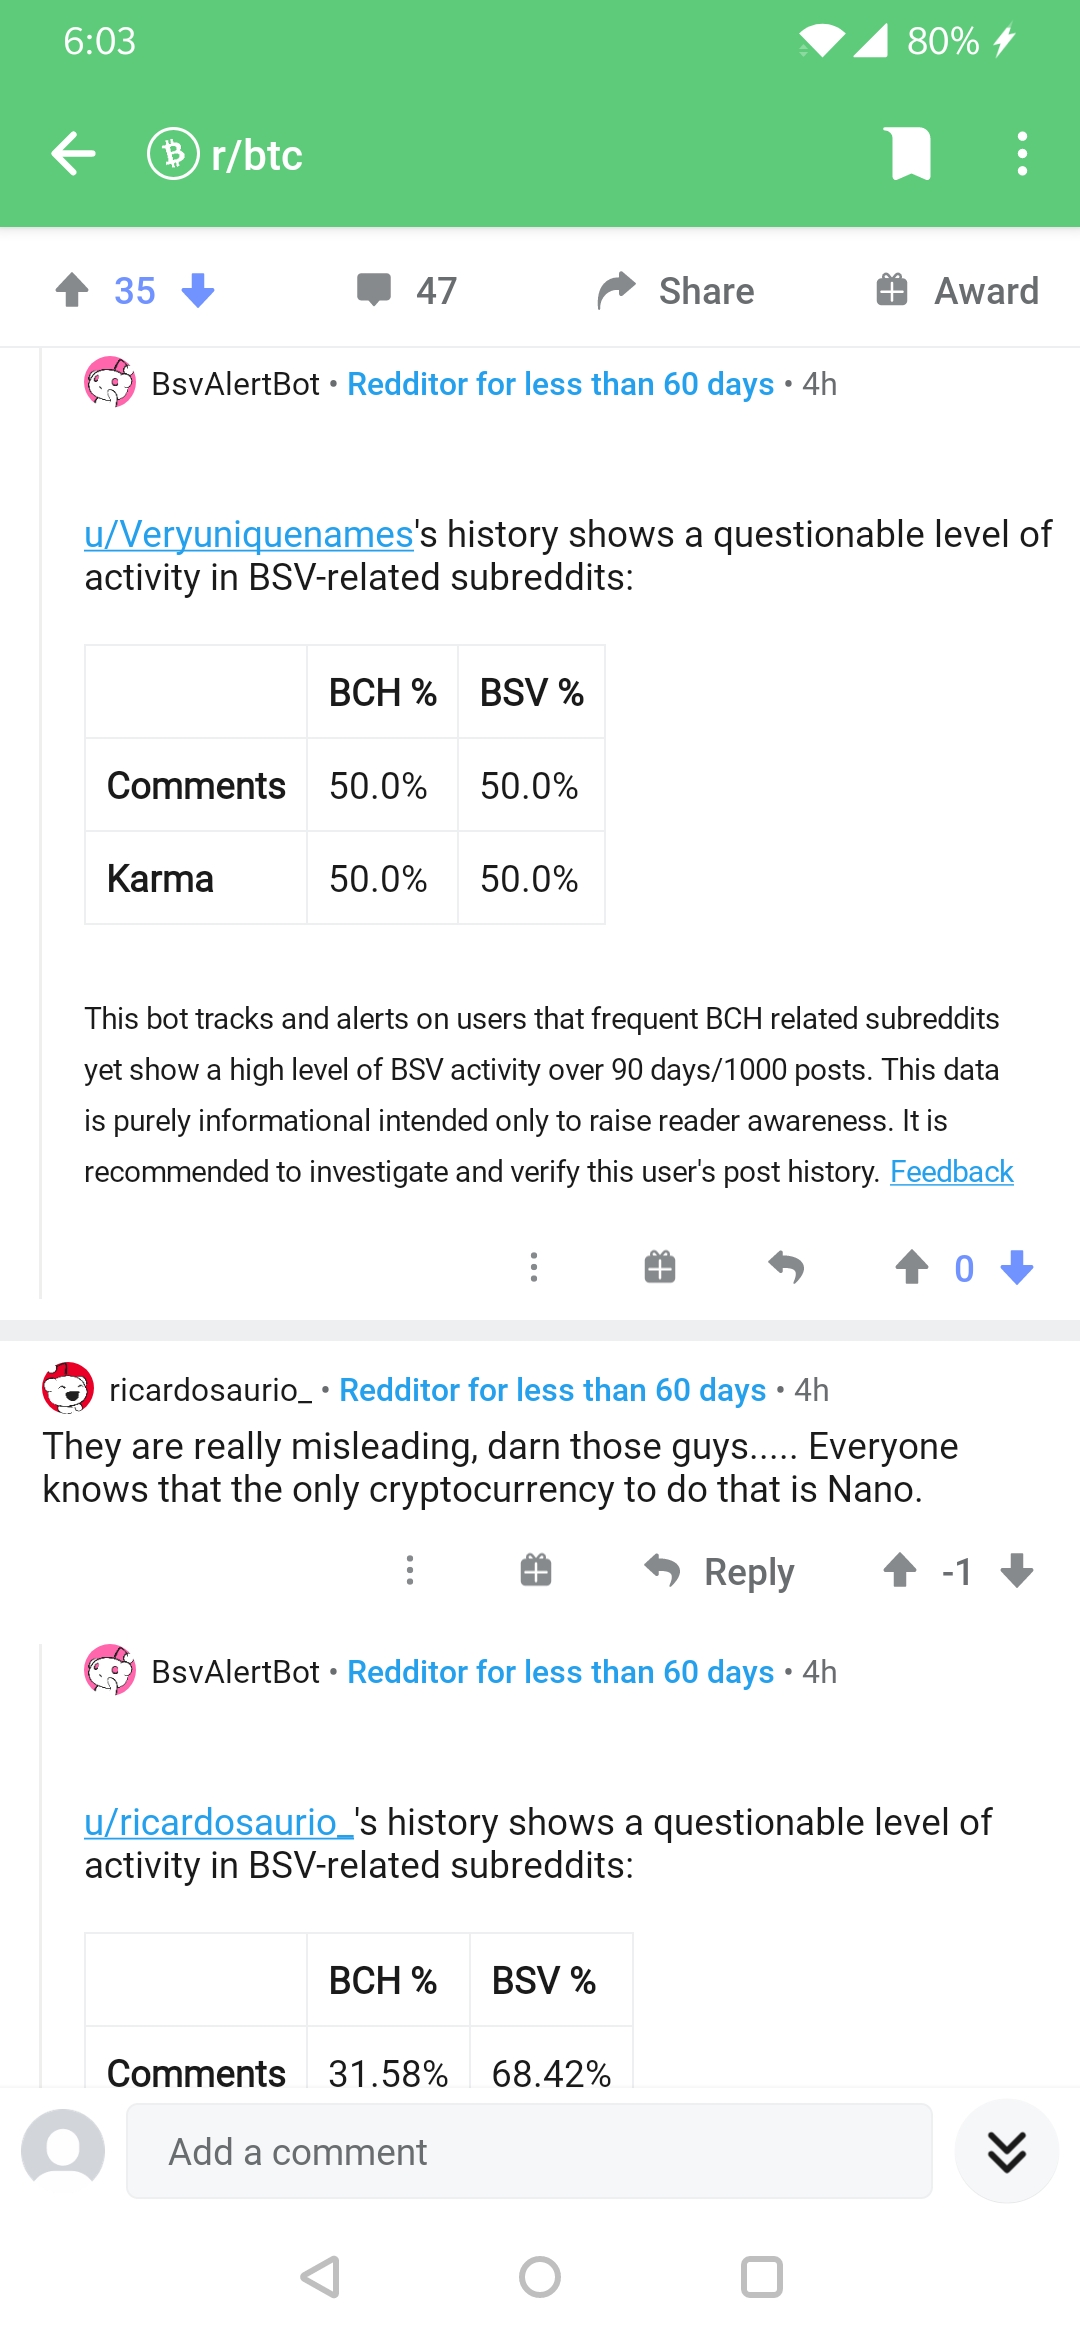 6:03
80%
r/btc
35
47
Share
Award
BsvAlertBot • Redditor for less than 60 days • 4h
u/Veryuniquenames's history shows a questionable level of
activity in BSV-related subreddits:
BCH % BSV %
Comments 50.0% 50.0%
Karma 50.0% 50.0%
This bot tracks and alerts on users that frequent BCH related subreddits
yet show a high level of BSV activity over 90 days/1000 posts. This data
is purely informational intended only to raise reader awareness. It is
recommended to investigate and verify this user's post history. Feedback
0
ricardosaurio_ • Redditor for less than 60 days • 4h
They are really misleading, darn those guys..... Everyone
knows that the only cryptocurrency to do that is Nano.
Reply -1
BsvAlertBot • Redditor for less than 60 days • 4h
u/ricardosaurio_'s history shows a questionable level of
activity in BSV-related subreddits:
BCH % BSV %
Comments 31.58% 68.42%
Add a comment